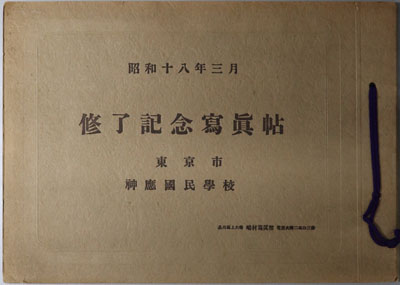 昭和十八年三月
修了記念寫眞帖
東京市
神應國民學校